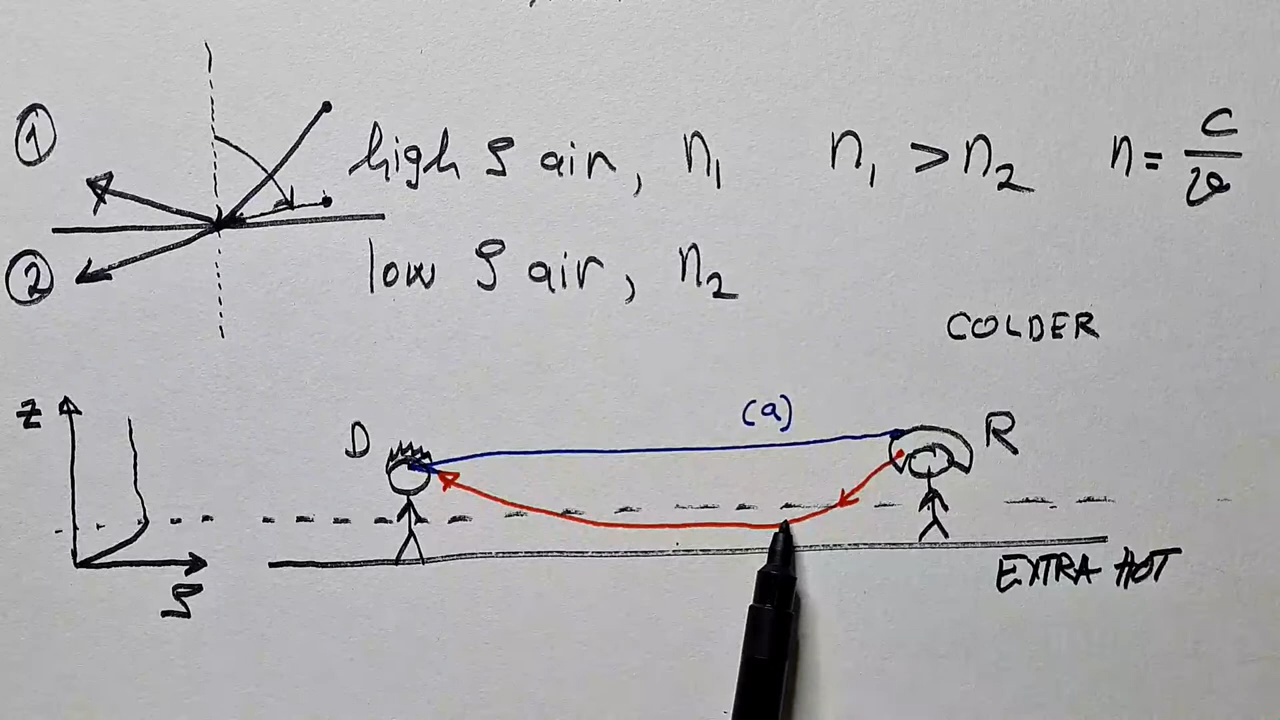 ① high ρ air, n₁ n₁ > n₂ n = c/v
② low ρ air, n₂
COLDER
z (a)
D R
ρ EXTRA HOT